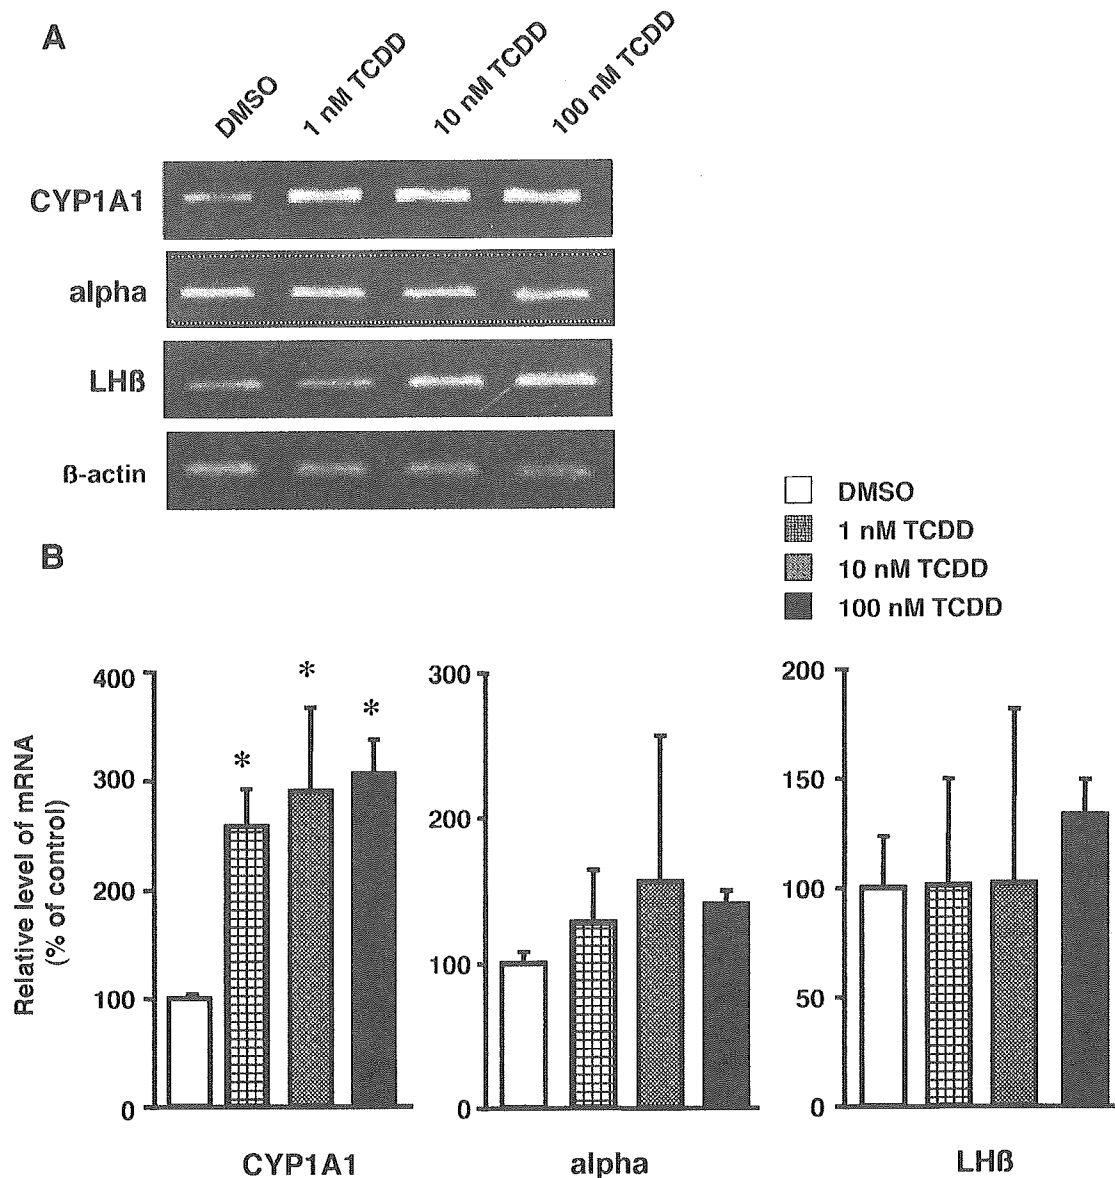 A
DMSO
1 nM TCDD
10 nM TCDD
100 nM TCDD
CYP1A1
alpha
LHß
ß-actin
DMSO
1 nM TCDD
10 nM TCDD
100 nM TCDD
B
Relative level of mRNA
(% of control)
400
300
200
100
0
*
*
*
CYP1A1
300
200
100
0
alpha
200
150
100
50
0
LHß